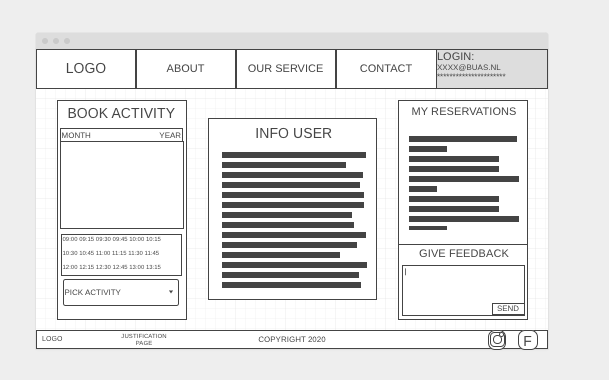 LOGO
ABOUT
OUR SERVICE
CONTACT
LOGIN:
XXXX@BUAS.NL
**********************
BOOK ACTIVITY
MONTH YEAR
09:00 09:15 09:30 09:45 10:00 10:15
10:30 10:45 11:00 11:15 11:30 11:45
12:00 12:15 12:30 12:45 13:00 13:15
PICK ACTIVITY
INFO USER
MY RESERVATIONS
GIVE FEEDBACK
SEND
LOGO
JUSTIFICATION
PAGE
COPYRIGHT 2020
F